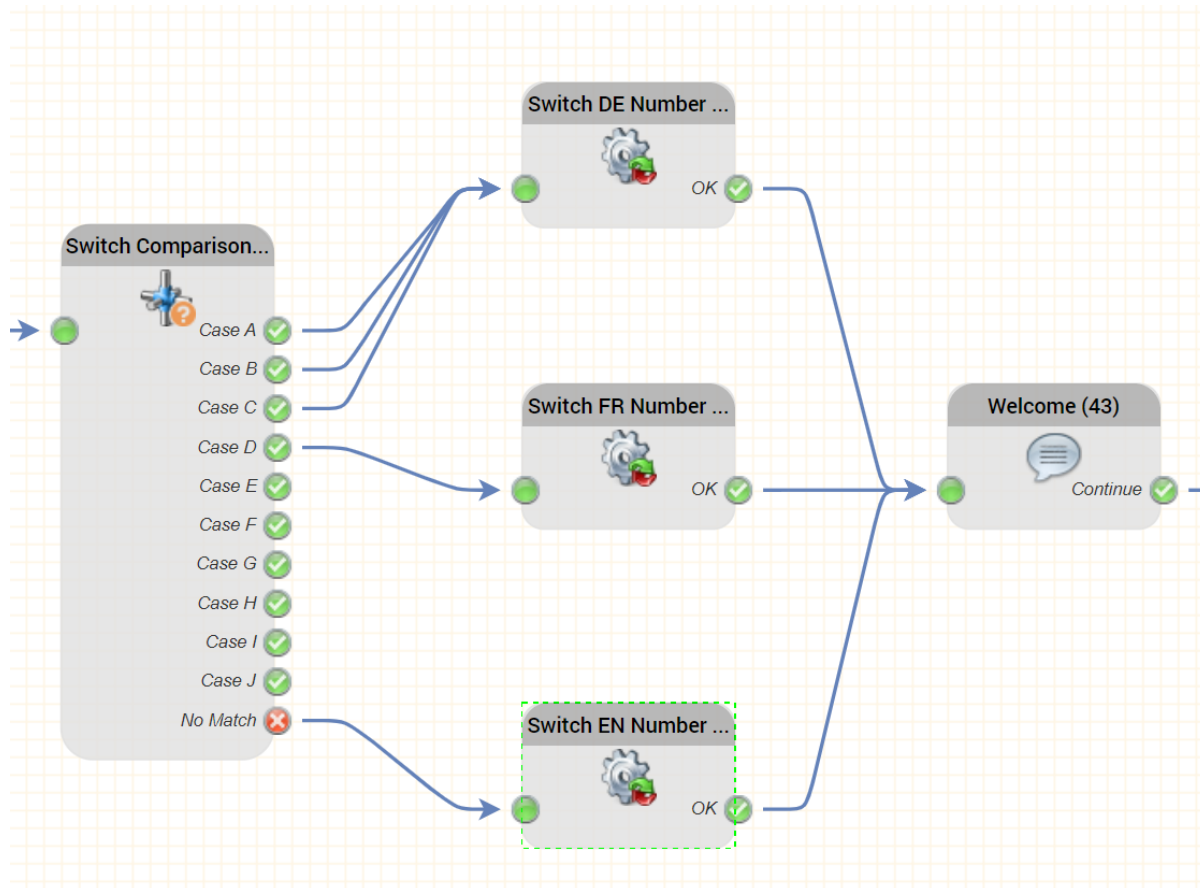 Switch DE Number ...
OK
Switch Comparison...
?
Case A
Case B
Case C
Case D
Case E
Case F
Case G
Case H
Case I
Case J
No Match
Switch FR Number ...
OK
Welcome (43)
Continue
Switch EN Number ...
OK